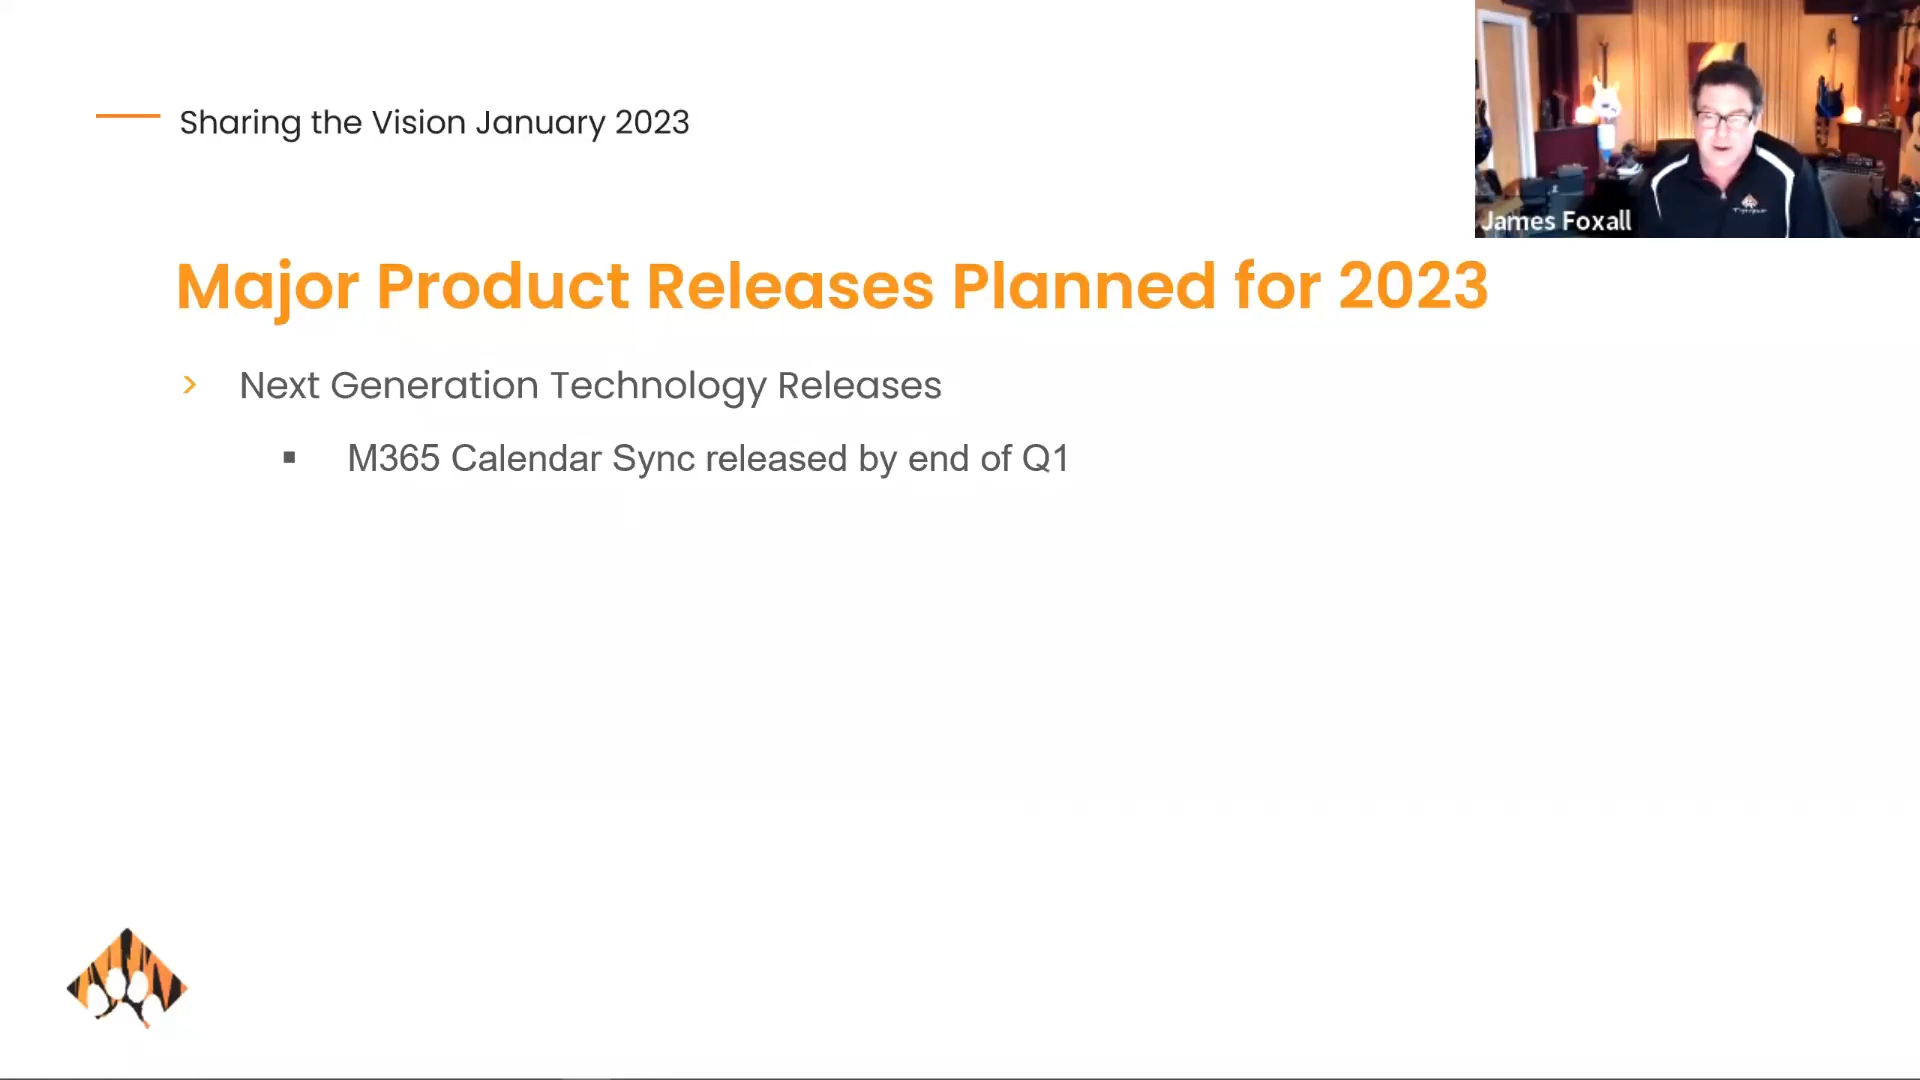 Sharing the Vision January 2023
James Foxall
Major Product Releases Planned for 2023
> Next Generation Technology Releases
▪ M365 Calendar Sync released by end of Q1